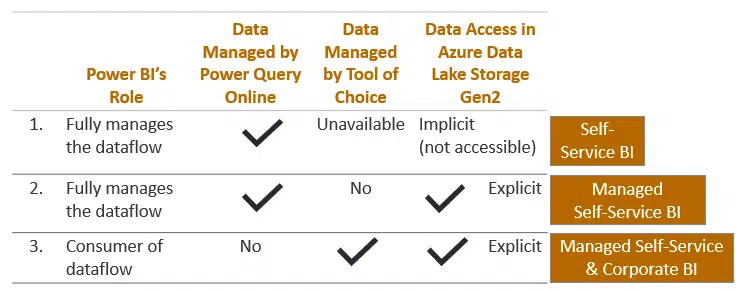 Power BI's Role
Data Managed by Power Query Online
Data Managed by Tool of Choice
Data Access in Azure Data Lake Storage Gen2
1. Fully manages the dataflow
Unavailable
Implicit (not accessible)
Self-Service BI
2. Fully manages the dataflow
No
Explicit
Managed Self-Service BI
3. Consumer of dataflow
No
Explicit
Managed Self-Service & Corporate BI